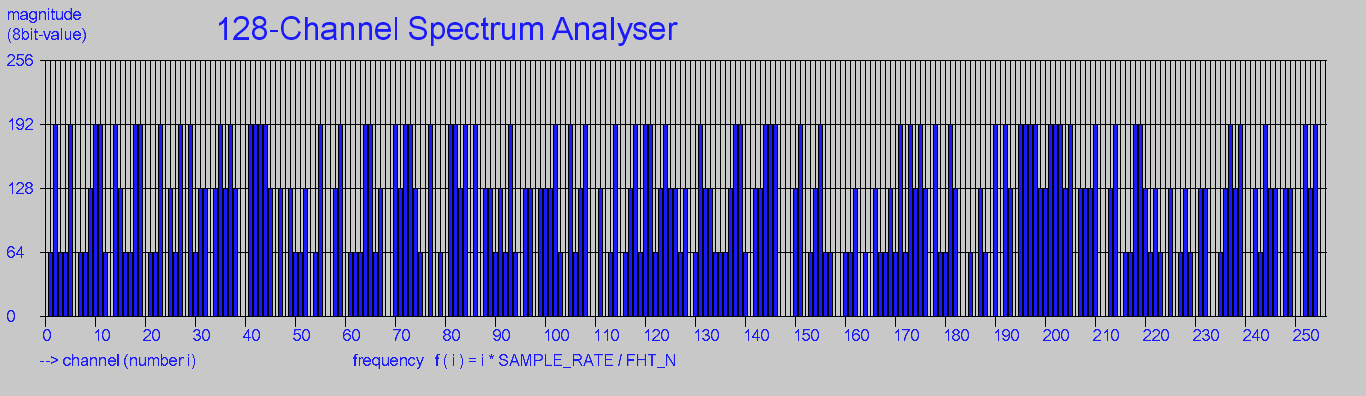 magnitude
(8bit-value)
128-Channel Spectrum Analyser
256
192
128
64
0
0 10 20 30 40 50 60 70 80 90 100 110 120 130 140 150 160 170 180 190 200 210 220 230 240 250
--> channel (number i)
frequency f ( i ) = i * SAMPLE_RATE / FHT_N